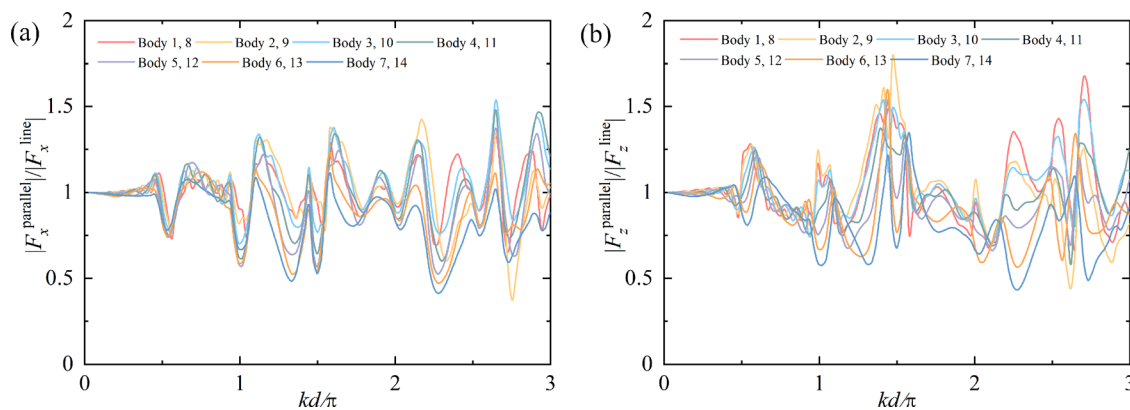 (a)
2
1.5
1
0.5
0
Body 1, 8 Body 2, 9 Body 3, 10 Body 4, 11
Body 5, 12 Body 6, 13 Body 7, 14
|F_x^parallel|/|F_x^line|
0 1 2 3
kd/π
(b)
2
1.5
1
0.5
0
Body 1, 8 Body 2, 9 Body 3, 10 Body 4, 11
Body 5, 12 Body 6, 13 Body 7, 14
|F_z^parallel|/|F_z^line|
0 1 2 3
kd/π